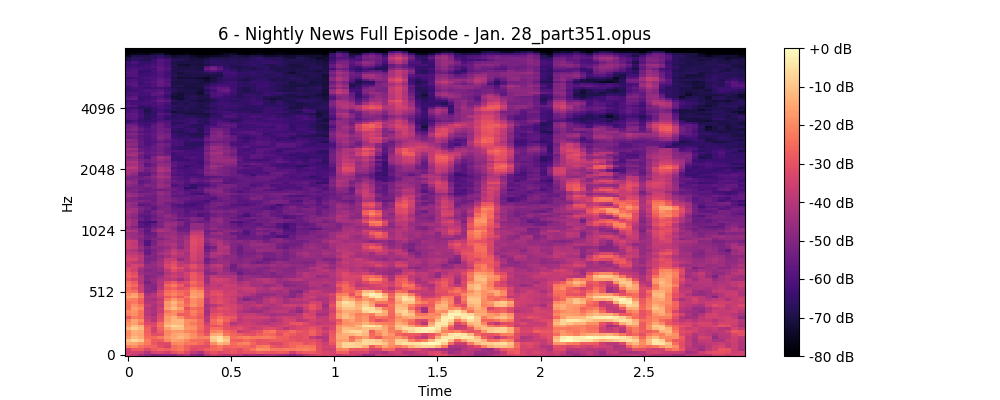 6 - Nightly News Full Episode - Jan. 28_part351.opus
Hz
4096
2048
1024
512
0
0
0.5
1
1.5
2
2.5
Time
+0 dB
-10 dB
-20 dB
-30 dB
-40 dB
-50 dB
-60 dB
-70 dB
-80 dB